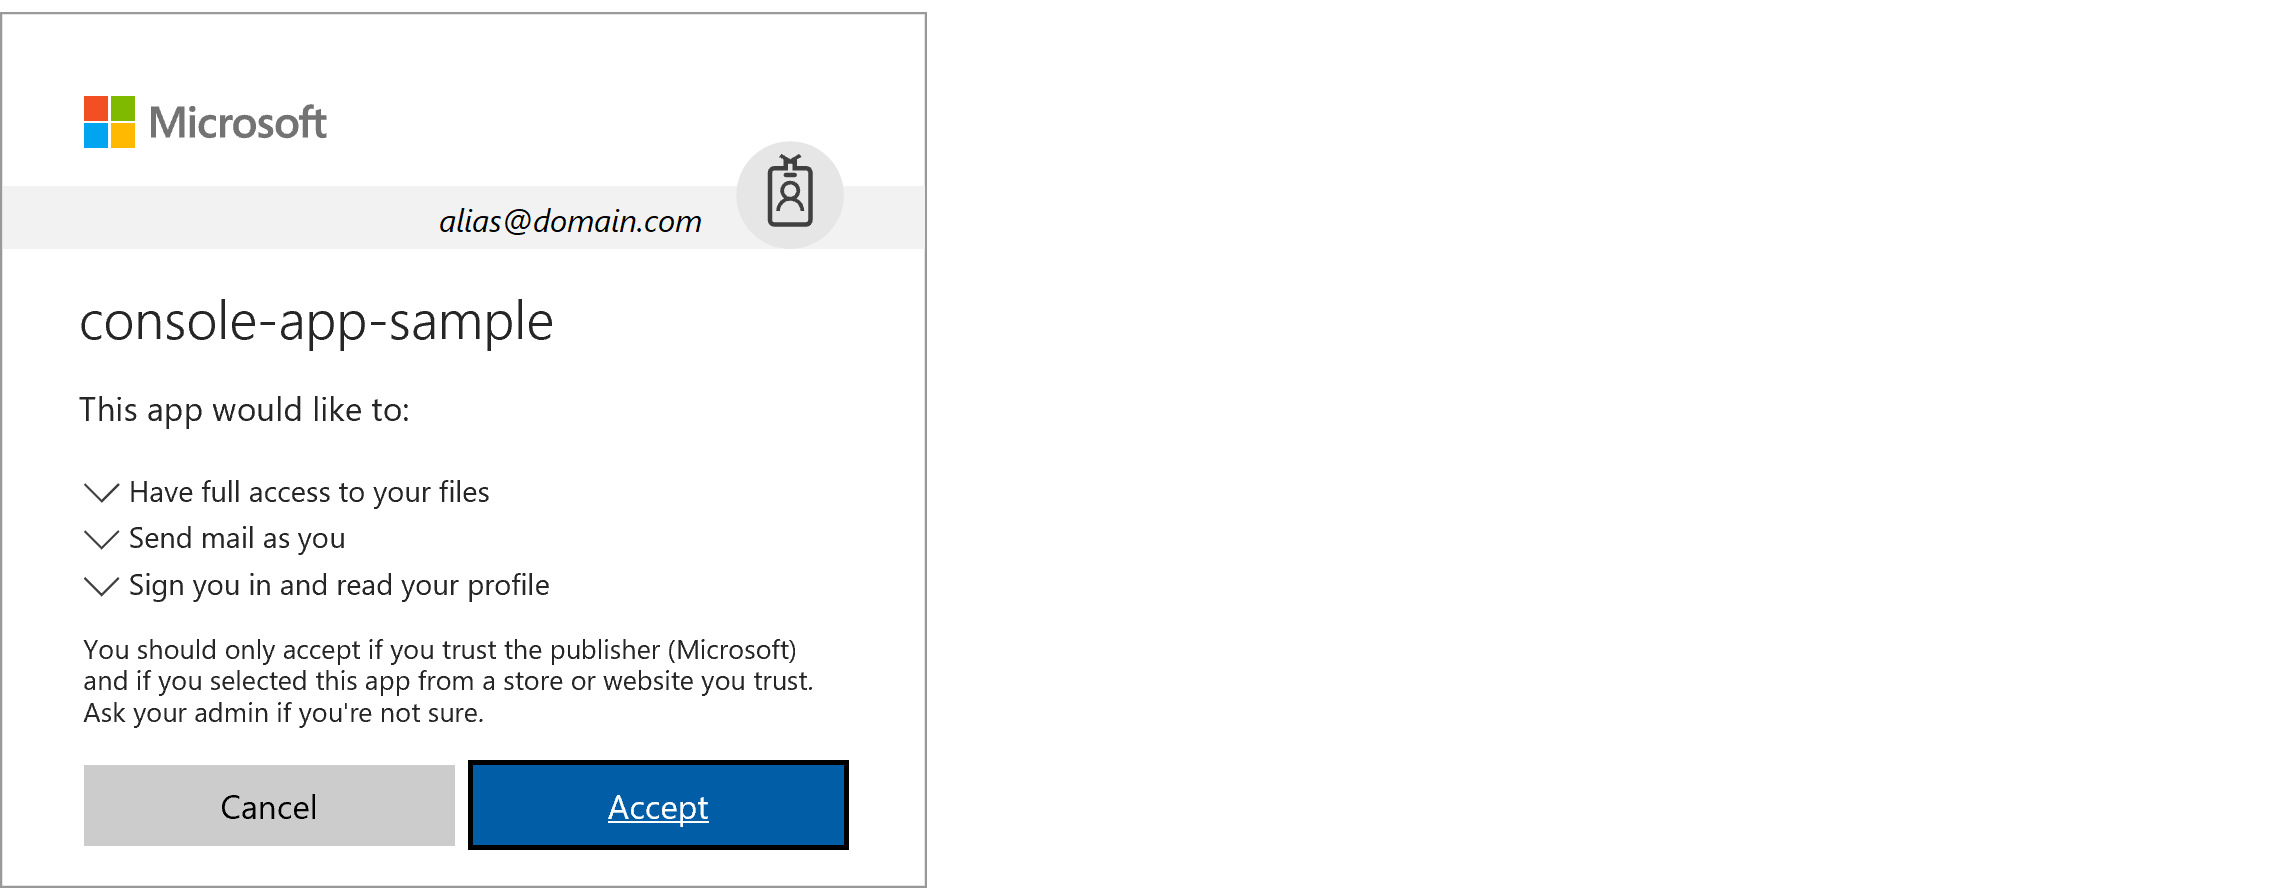 Microsoft
alias@domain.com
console-app-sample
This app would like to:
Have full access to your files
Send mail as you
Sign you in and read your profile
You should only accept if you trust the publisher (Microsoft)
and if you selected this app from a store or website you trust.
Ask your admin if you're not sure.
Cancel
Accept